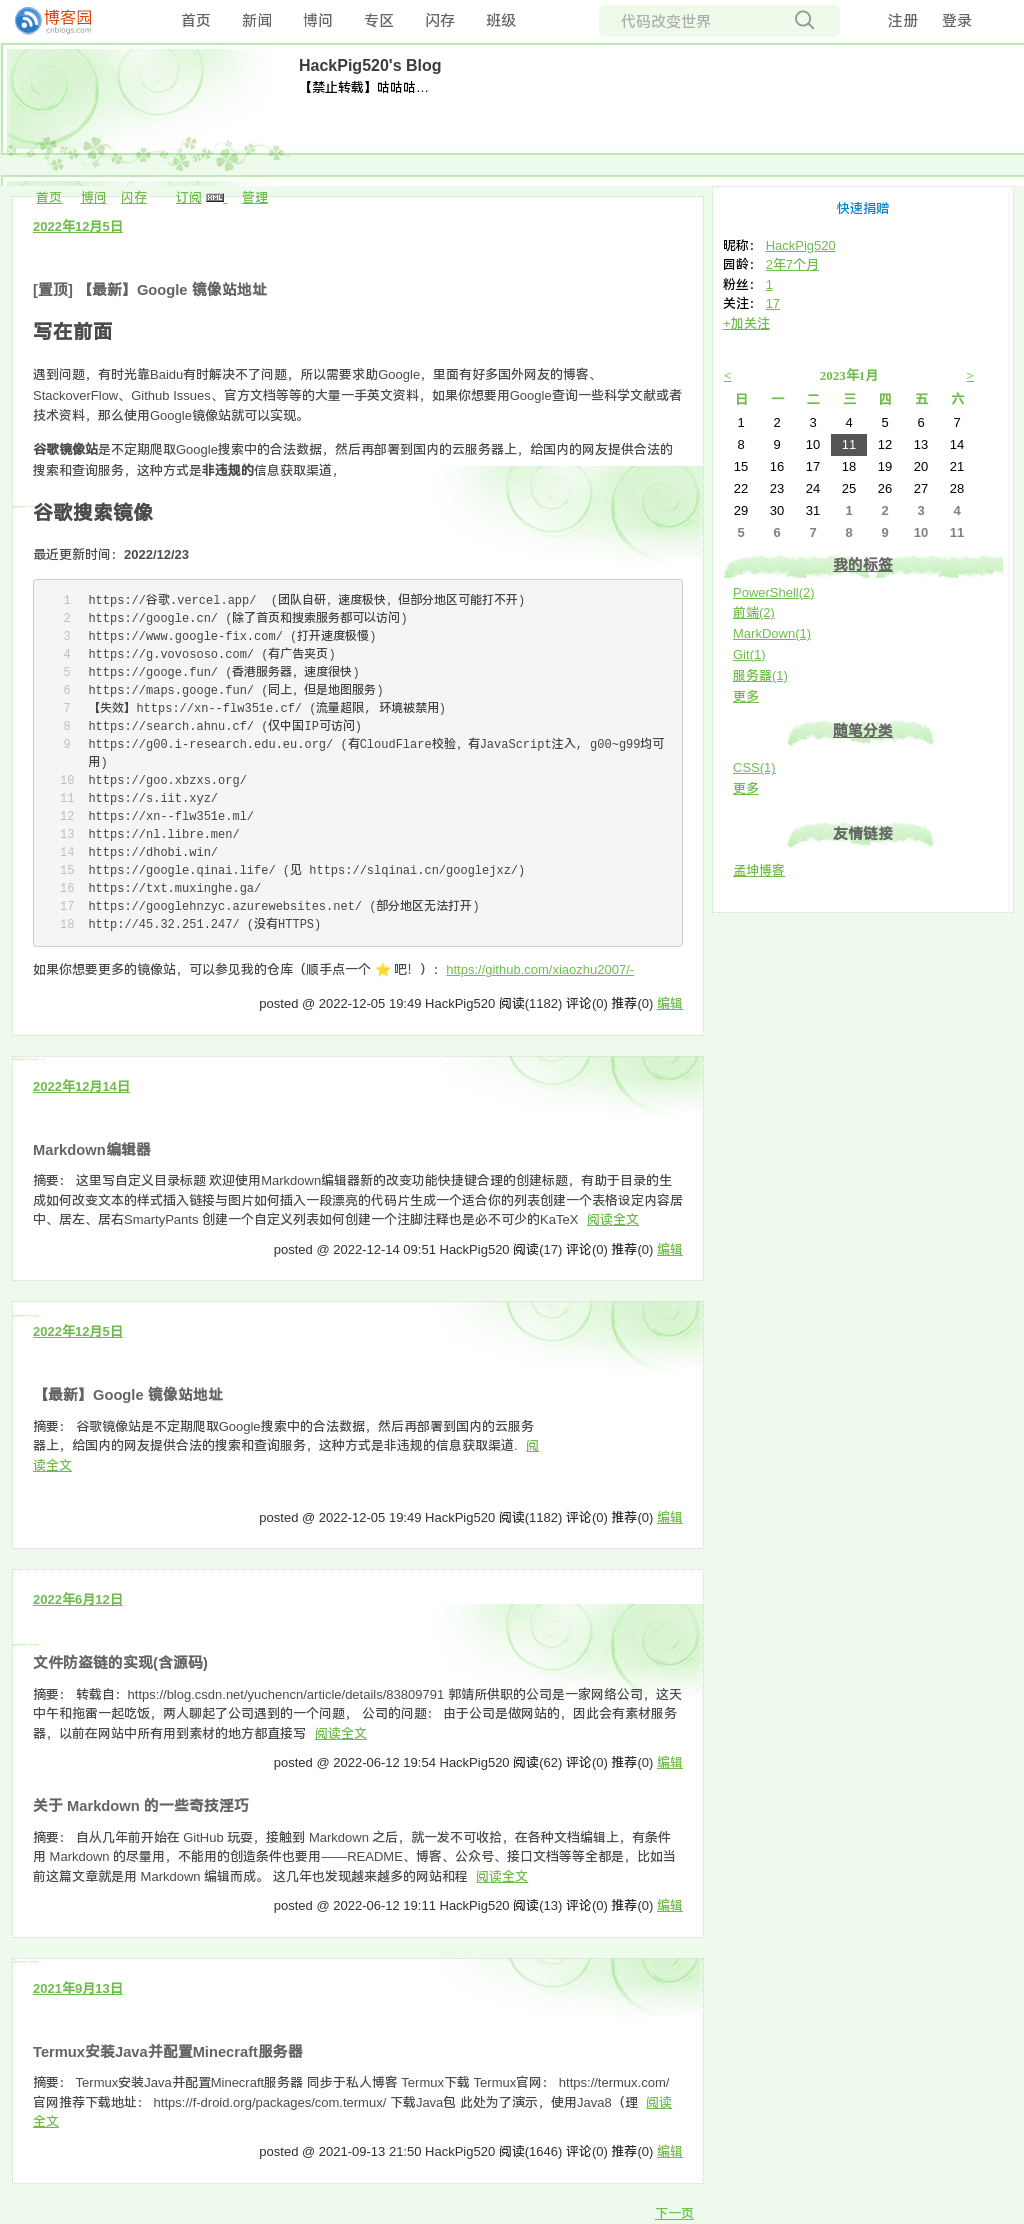 博客园
cnblogs.com
首页 新闻 博问 专区 闪存 班级 代码改变世界 注册 登录
HackPig520's Blog
【禁止转载】咕咕咕...
首页 博问 闪存 订阅 XML 管理
2022年12月5日
[置顶] 【最新】Google 镜像站地址
写在前面
遇到问题，有时光靠Baidu有时解决不了问题，所以需要求助Google，里面有好多国外网友的博客、
StackoverFlow、Github Issues、官方文档等等的大量一手英文资料，如果你想要用Google查询一些科学文献或者
技术资料，那么使用Google镜像站就可以实现。
谷歌镜像站是不定期爬取Google搜索中的合法数据，然后再部署到国内的云服务器上，给国内的网友提供合法的
搜索和查询服务，这种方式是非违规的信息获取渠道，
谷歌搜索镜像
最近更新时间：2022/12/23
1 https://谷歌.vercel.app/ (团队自研，速度极快，但部分地区可能打不开)
2 https://google.cn/ (除了首页和搜索服务都可以访问)
3 https://www.google-fix.com/ (打开速度极慢)
4 https://g.vovososo.com/ (有广告夹页)
5 https://googe.fun/ (香港服务器，速度很快)
6 https://maps.googe.fun/ (同上，但是地图服务)
7 【失效】https://xn--flw351e.cf/ (流量超限, 环境被禁用)
8 https://search.ahnu.cf/ (仅中国IP可访问)
9 https://g00.i-research.edu.eu.org/ (有CloudFlare校验，有JavaScript注入, g00~g99均可
用)
10 https://goo.xbzxs.org/
11 https://s.iit.xyz/
12 https://xn--flw351e.ml/
13 https://nl.libre.men/
14 https://dhobi.win/
15 https://google.qinai.life/ (见 https://slqinai.cn/googlejxz/)
16 https://txt.muxinghe.ga/
17 https://googlehnzyc.azurewebsites.net/ (部分地区无法打开)
18 http://45.32.251.247/ (没有HTTPS)
如果你想要更多的镜像站，可以参见我的仓库（顺手点一个 ⭐ 吧！）：https://github.com/xiaozhu2007/-
posted @ 2022-12-05 19:49 HackPig520 阅读(1182) 评论(0) 推荐(0) 编辑
2022年12月14日
Markdown编辑器
摘要： 这里写自定义目录标题 欢迎使用Markdown编辑器新的改变功能快捷键合理的创建标题，有助于目录的生
成如何改变文本的样式插入链接与图片如何插入一段漂亮的代码片生成一个适合你的列表创建一个表格设定内容居
中、居左、居右SmartyPants 创建一个自定义列表如何创建一个注脚注释也是必不可少的KaTeX 阅读全文
posted @ 2022-12-14 09:51 HackPig520 阅读(17) 评论(0) 推荐(0) 编辑
2022年12月5日
【最新】Google 镜像站地址
摘要： 谷歌镜像站是不定期爬取Google搜索中的合法数据，然后再部署到国内的云服务
器上，给国内的网友提供合法的搜索和查询服务，这种方式是非违规的信息获取渠道. 阅
读全文
posted @ 2022-12-05 19:49 HackPig520 阅读(1182) 评论(0) 推荐(0) 编辑
2022年6月12日
文件防盗链的实现(含源码)
摘要： 转载自：https://blog.csdn.net/yuchencn/article/details/83809791 郭靖所供职的公司是一家网络公司，这天
中午和拖雷一起吃饭，两人聊起了公司遇到的一个问题， 公司的问题： 由于公司是做网站的，因此会有素材服务
器，以前在网站中所有用到素材的地方都直接写 阅读全文
posted @ 2022-06-12 19:54 HackPig520 阅读(62) 评论(0) 推荐(0) 编辑
关于 Markdown 的一些奇技淫巧
摘要： 自从几年前开始在 GitHub 玩耍，接触到 Markdown 之后，就一发不可收拾，在各种文档编辑上，有条件
用 Markdown 的尽量用，不能用的创造条件也要用——README、博客、公众号、接口文档等等全都是，比如当
前这篇文章就是用 Markdown 编辑而成。 这几年也发现越来越多的网站和程 阅读全文
posted @ 2022-06-12 19:11 HackPig520 阅读(13) 评论(0) 推荐(0) 编辑
2021年9月13日
Termux安装Java并配置Minecraft服务器
摘要： Termux安装Java并配置Minecraft服务器 同步于私人博客 Termux下载 Termux官网： https://termux.com/
官网推荐下载地址： https://f-droid.org/packages/com.termux/ 下载Java包 此处为了演示，使用Java8（理 阅读
全文
posted @ 2021-09-13 21:50 HackPig520 阅读(1646) 评论(0) 推荐(0) 编辑
下一页
快速捐赠
昵称： HackPig520
园龄： 2年7个月
粉丝： 1
关注： 17
+加关注
< 2023年1月 >
日 一 二 三 四 五 六
1 2 3 4 5 6 7
8 9 10 11 12 13 14
15 16 17 18 19 20 21
22 23 24 25 26 27 28
29 30 31 1 2 3 4
5 6 7 8 9 10 11
我的标签
PowerShell(2)
前端(2)
MarkDown(1)
Git(1)
服务器(1)
更多
随笔分类
CSS(1)
更多
友情链接
孟坤博客